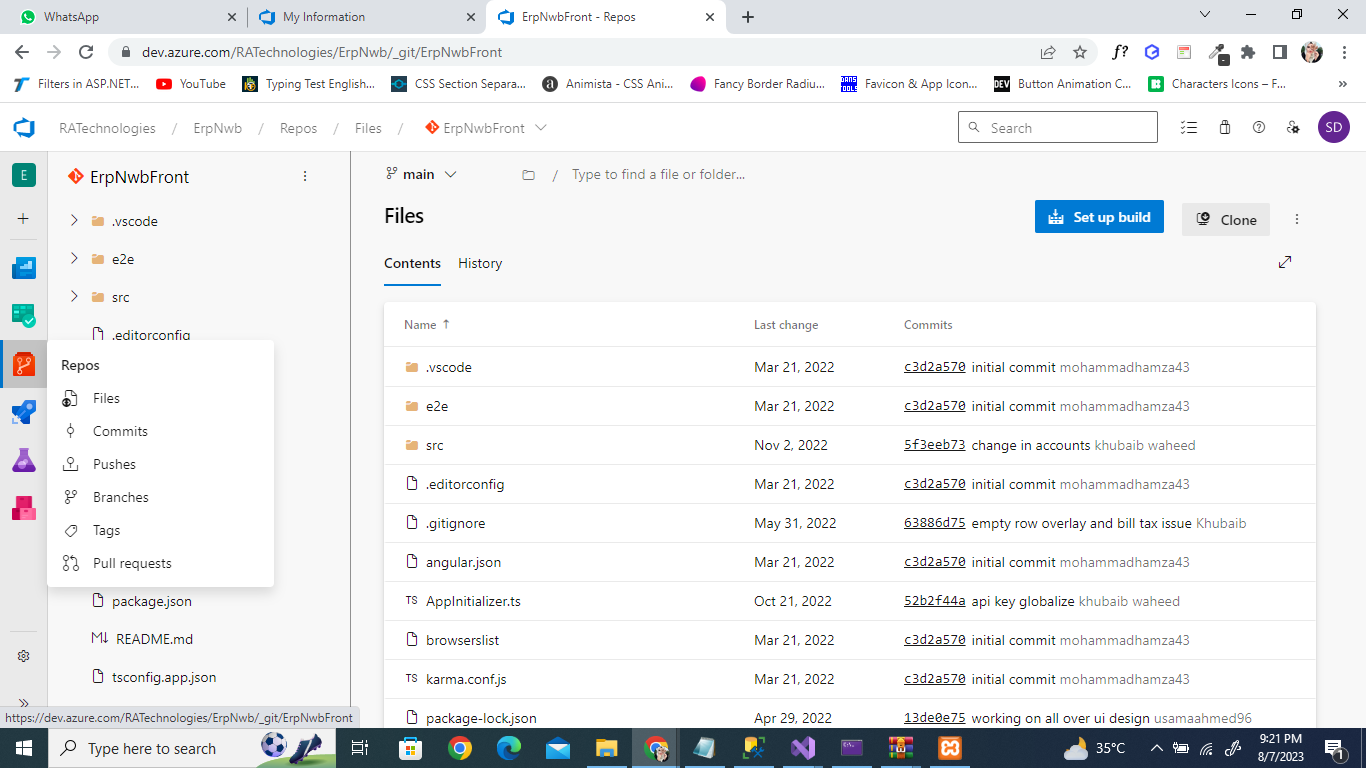 WhatsApp
My Information
ErpNwbFront - Repos
dev.azure.com/RATechnologies/ErpNwb/_git/ErpNwbFront
f?
Filters in ASP.NET...
YouTube
Typing Test English...
CSS Section Separa...
a
Animista - CSS Ani...
Fancy Border Radiu...
DANS TOOLS
Favicon & App Icon...
DEV
Button Animation C...
Characters Icons – F...
»
RATechnologies / ErpNwb / Repos / Files / ErpNwbFront
Search
SD
E
ErpNwbFront
.vscode
e2e
src
.editorconfig
Repos
Files
Commits
Pushes
Branches
Tags
Pull requests
package.json
M↓ README.md
tsconfig.app.json
https://dev.azure.com/RATechnologies/ErpNwb/_git/ErpNwbFront
main
/ Type to find a file or folder...
Files
Set up build
Clone
Contents
History
Name ↑ Last change Commits
.vscode Mar 21, 2022 c3d2a570 initial commit mohammadhamza43
e2e Mar 21, 2022 c3d2a570 initial commit mohammadhamza43
src Nov 2, 2022 5f3eeb73 change in accounts khubaib waheed
.editorconfig Mar 21, 2022 c3d2a570 initial commit mohammadhamza43
.gitignore May 31, 2022 63886d75 empty row overlay and bill tax issue Khubaib
angular.json Mar 21, 2022 c3d2a570 initial commit mohammadhamza43
TS AppInitializer.ts Oct 21, 2022 52b2f44a api key globalize khubaib waheed
browserslist Mar 21, 2022 c3d2a570 initial commit mohammadhamza43
TS karma.conf.js Mar 21, 2022 c3d2a570 initial commit mohammadhamza43
package-lock.json Apr 29, 2022 13de0e75 working on all over ui design usamaahmed96
Type here to search
35°C
9:21 PM
8/7/2023
1